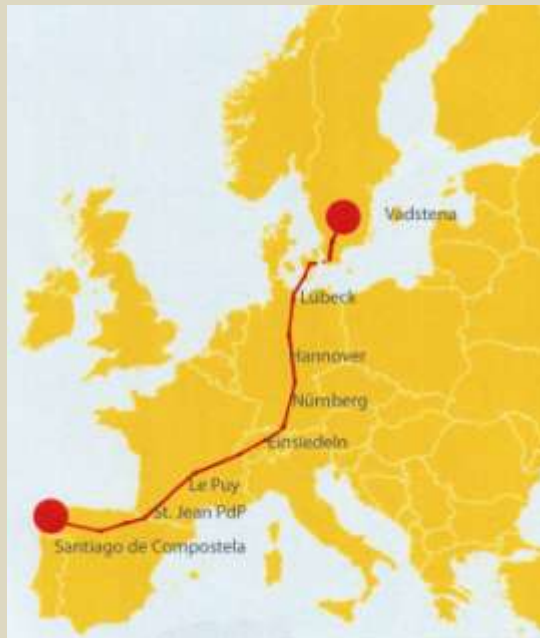 Vadstena
Lübeck
Hannover
Nürnberg
Einsiedeln
Le Puy
St. Jean PdP
Santiago de Compostela